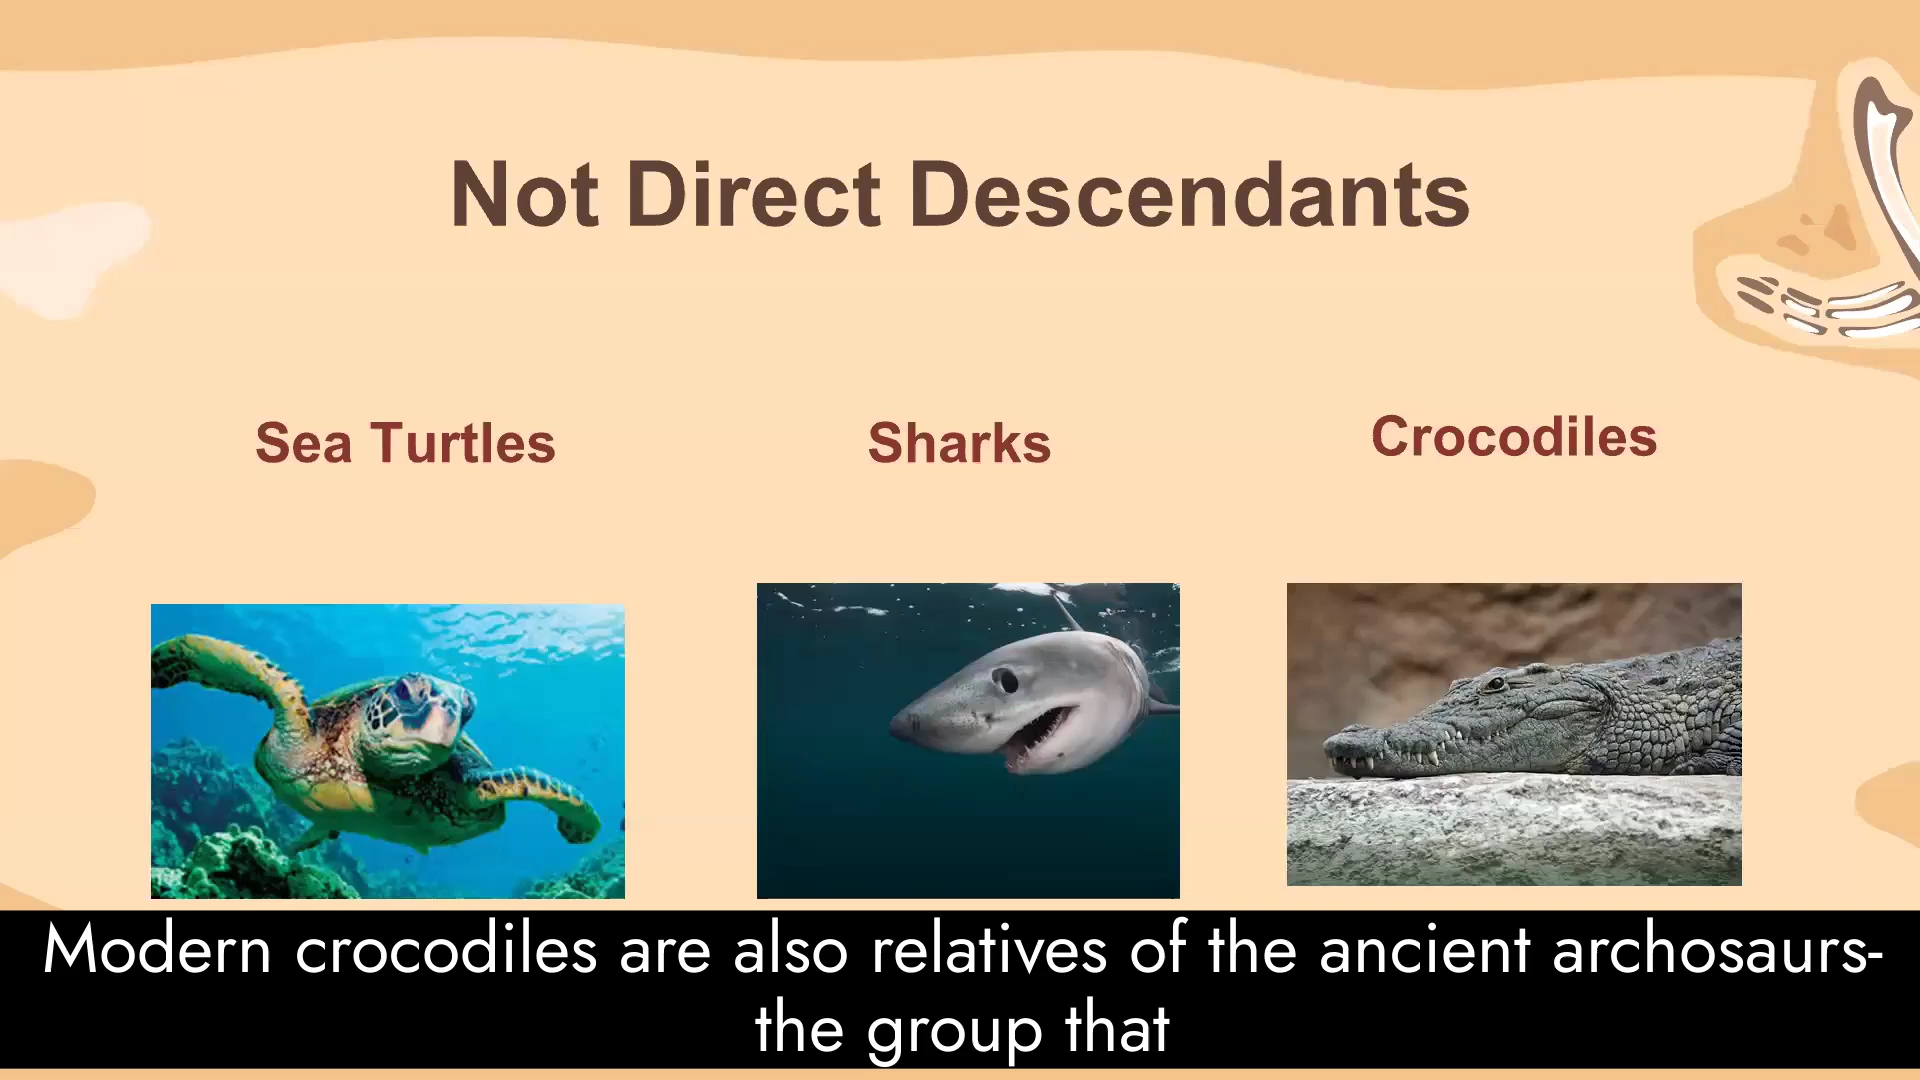 Not Direct Descendants
Sea Turtles
Sharks
Crocodiles
Modern crocodiles are also relatives of the ancient archosaurs-
the group that